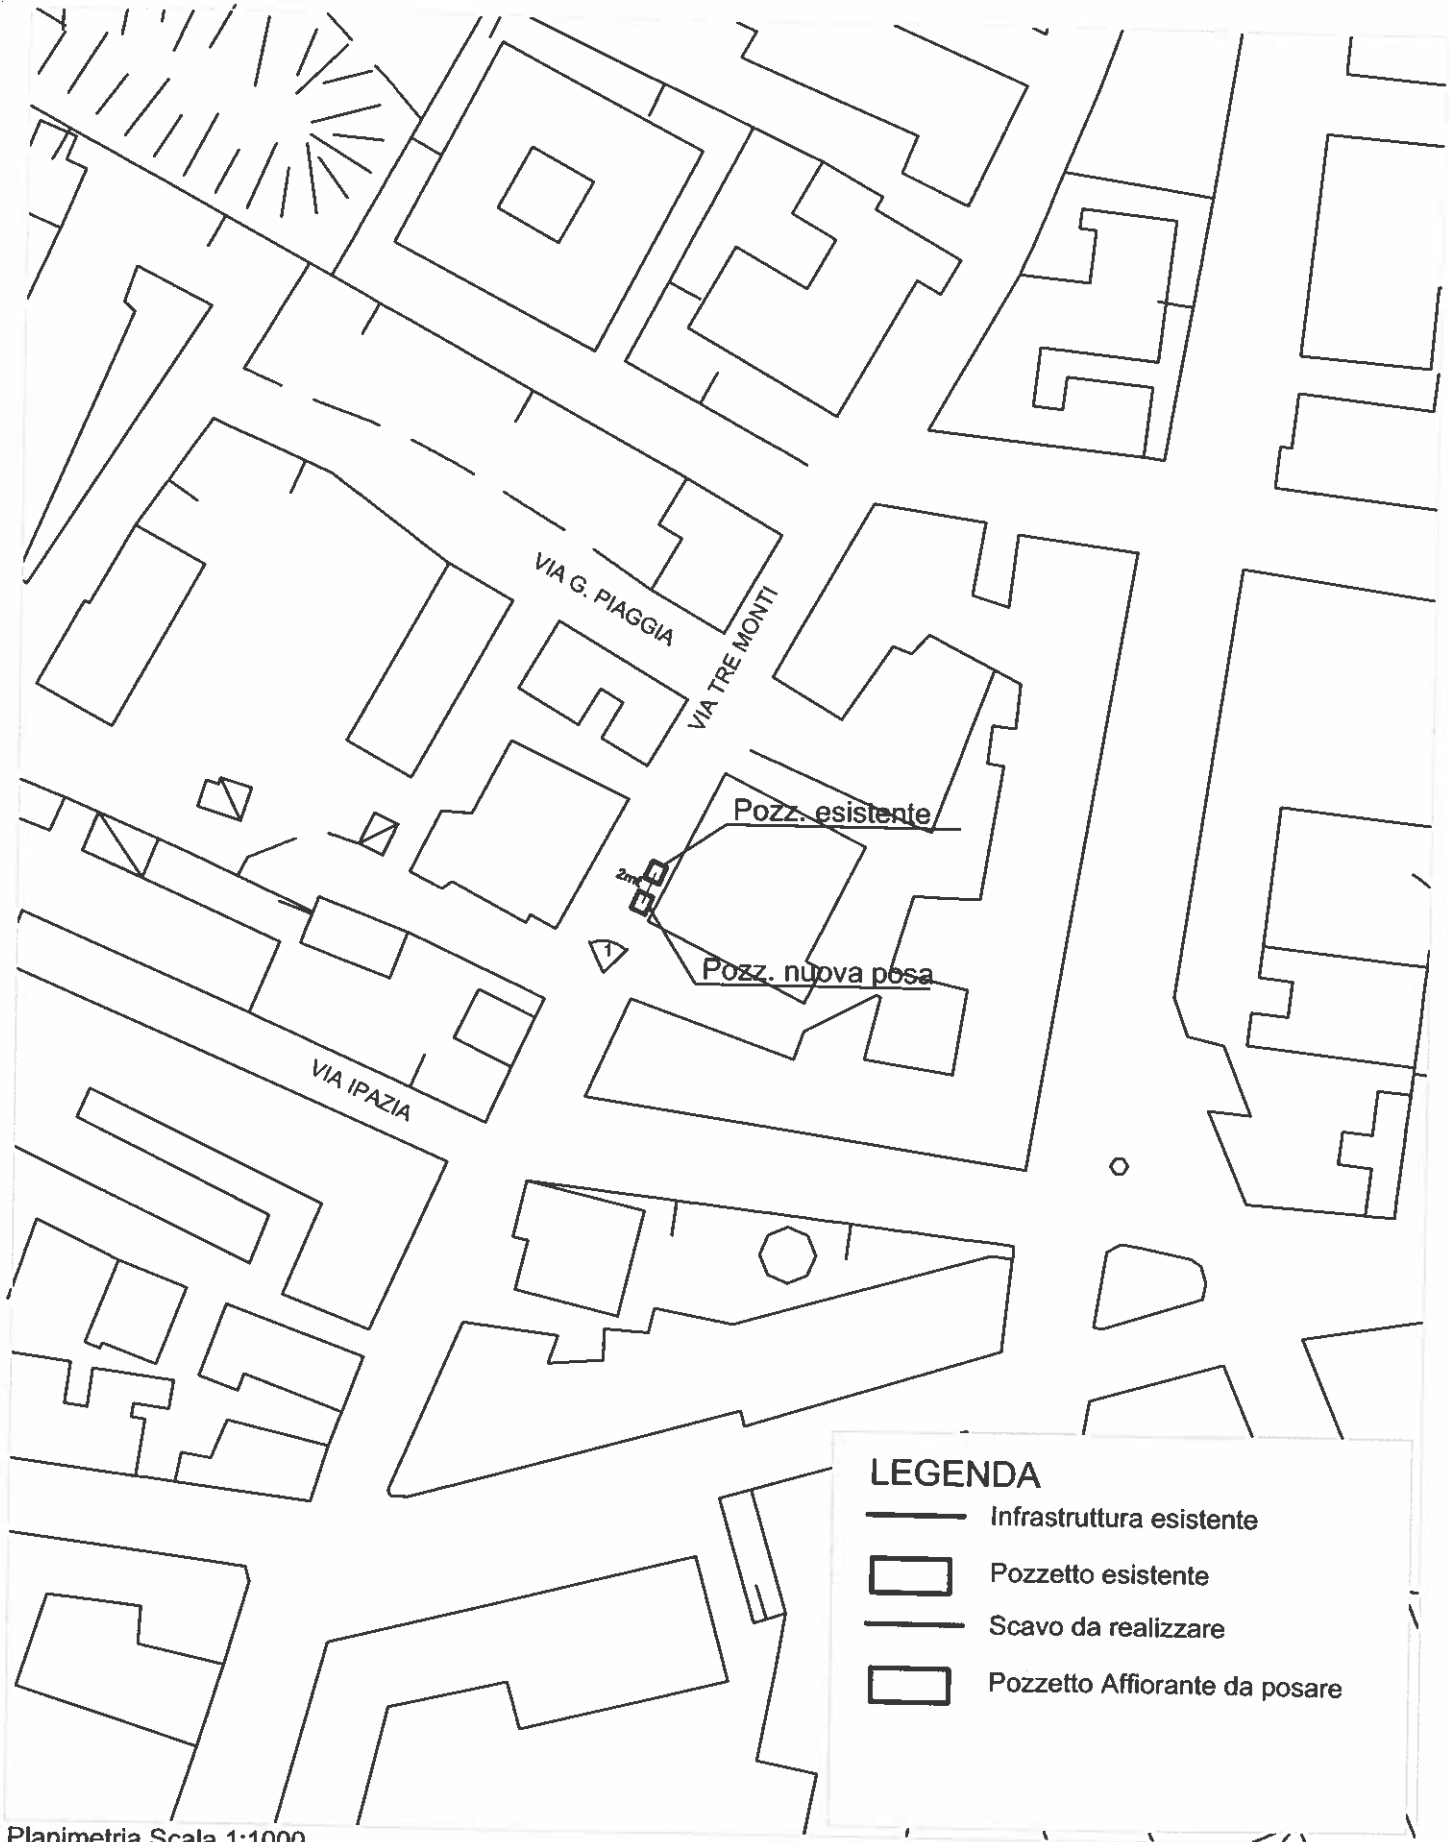 VIA G. PIAGGIA
VIA TRE MONTI
Pozz. esistente
2mt
1
Pozz. nuova posa
VIA IPAZIA
LEGENDA
Infrastruttura esistente
Pozzetto esistente
Scavo da realizzare
Pozzetto Affiorante da posare
Planimetria Scala 1:1000